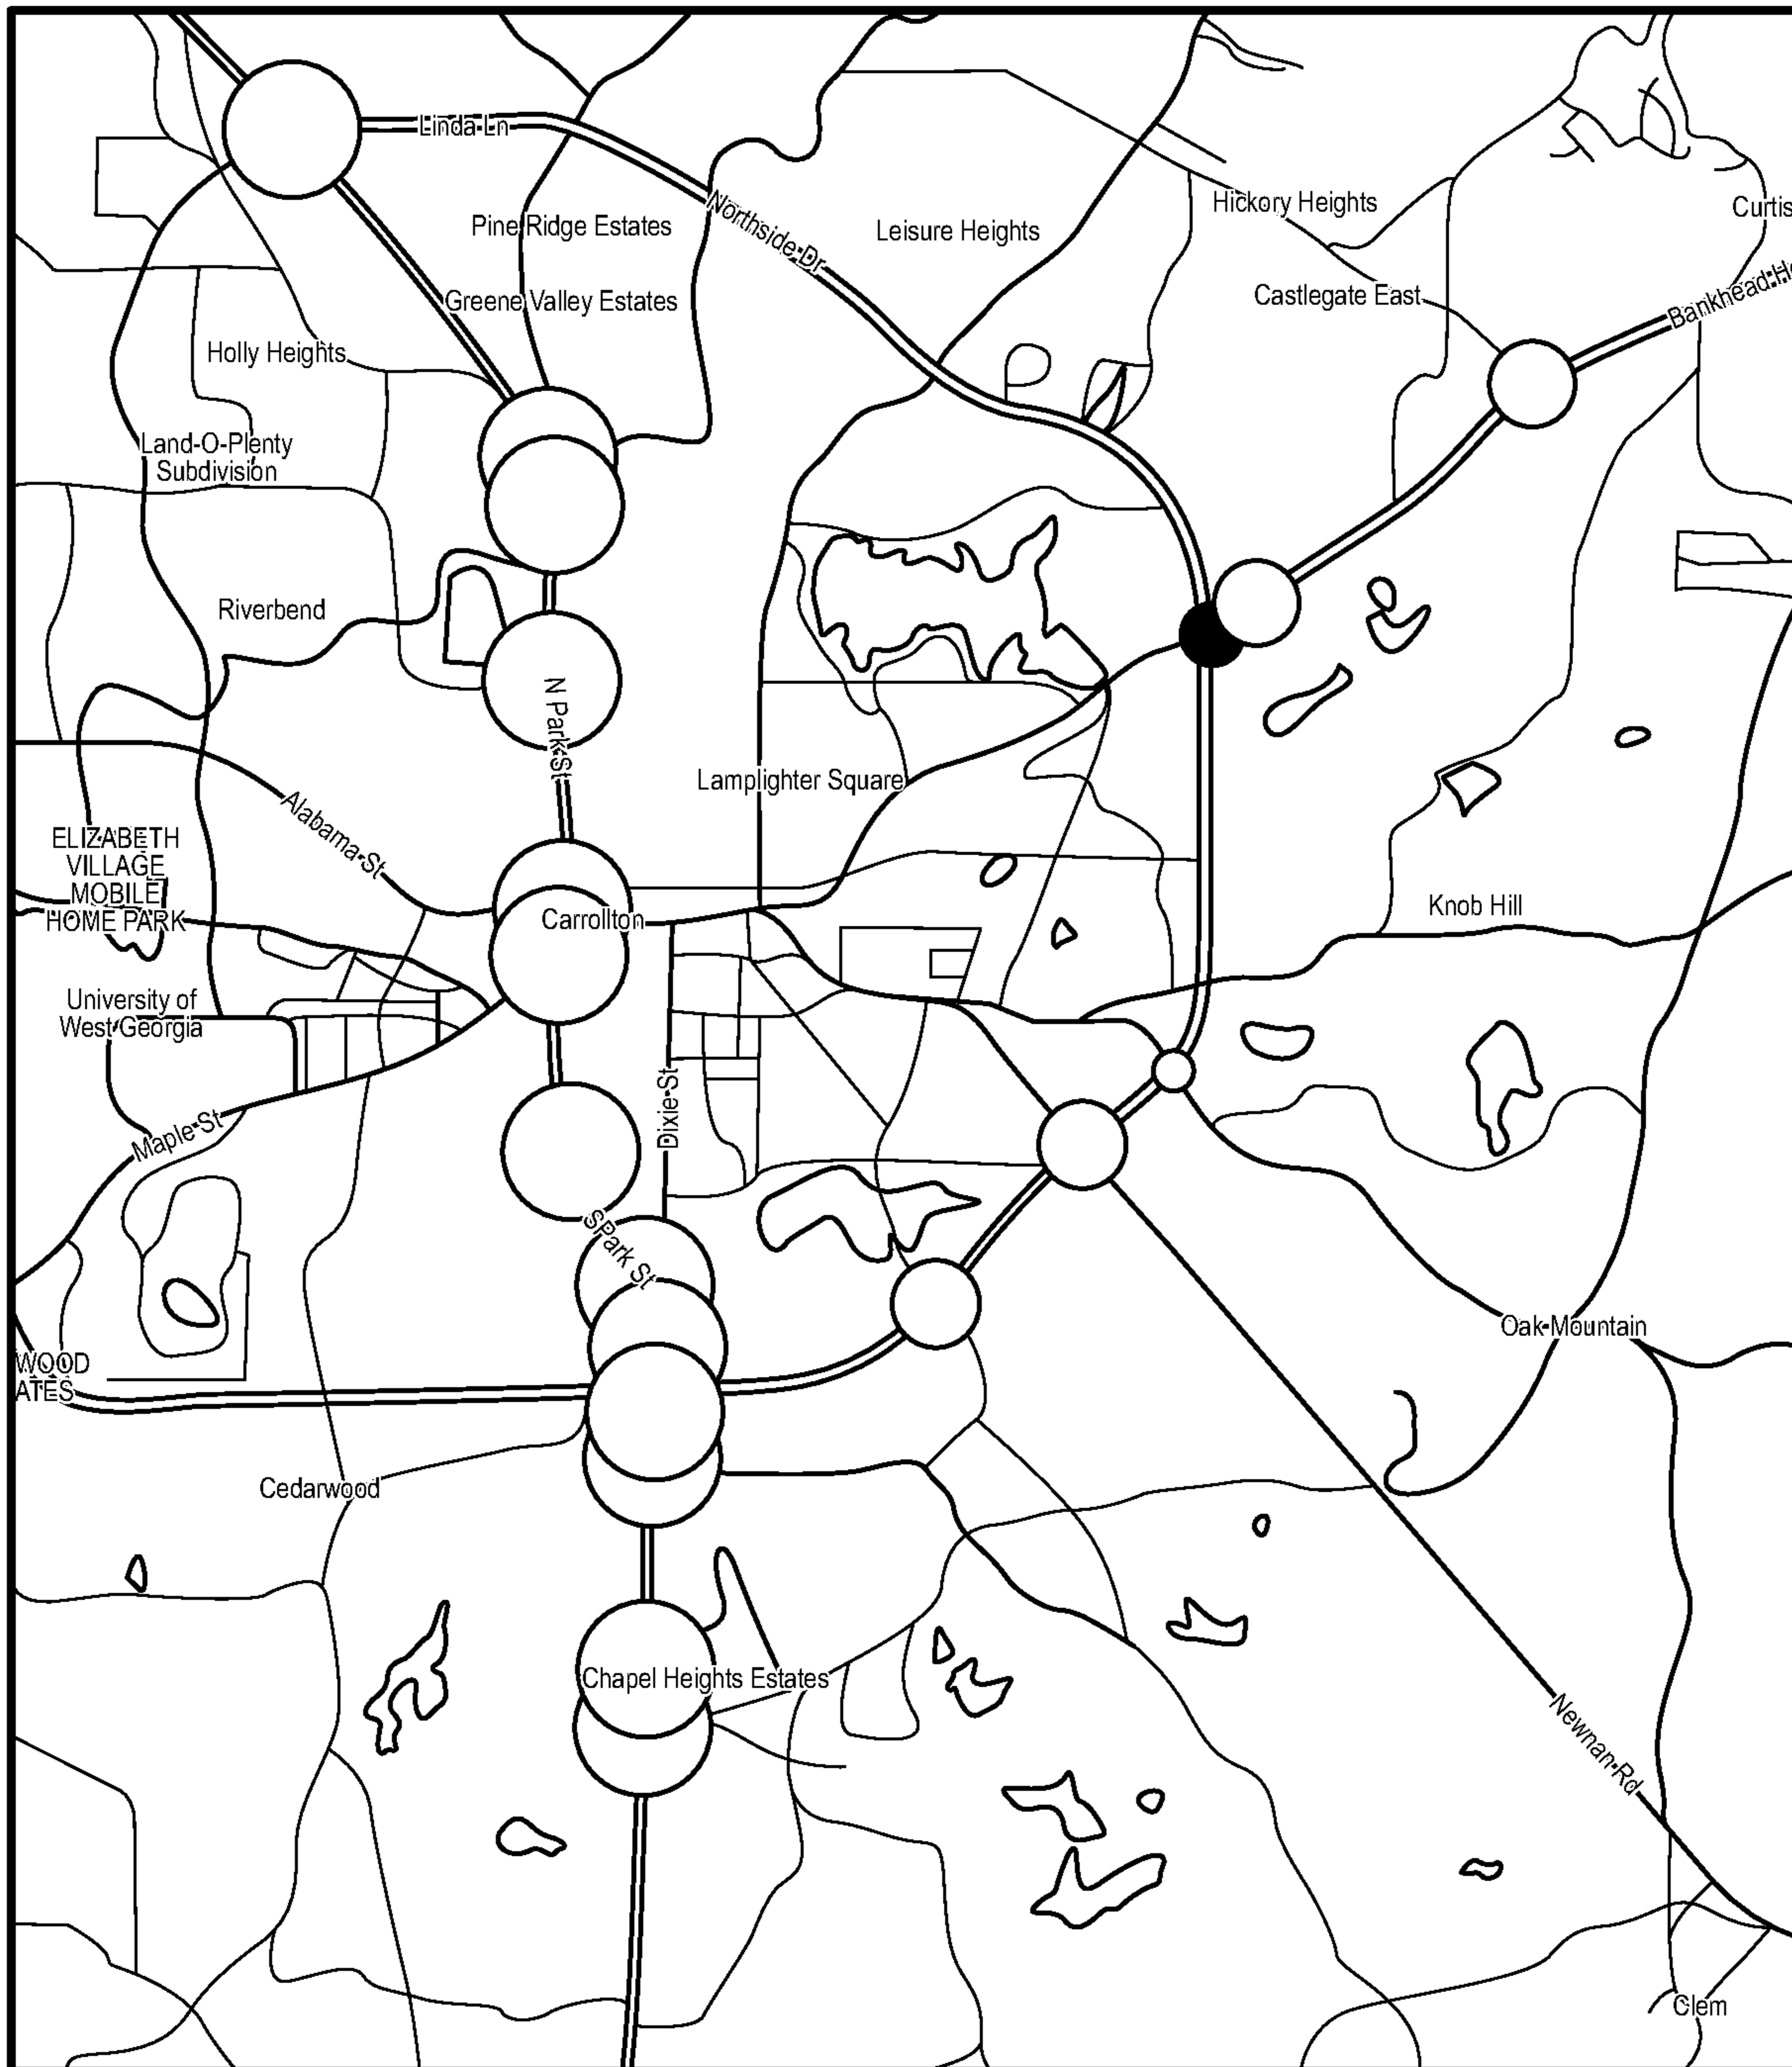 Linda Ln
Northside Dr
Pine Ridge Estates
Leisure Heights
Hickory Heights
Curtis
Greene Valley Estates
Castlegate East
Bankhead H
Holly Heights
Land-O-Plenty
Subdivision
Riverbend
N Park St
Lamplighter Square
Alabama St
ELIZABETH
VILLAGE
MOBILE
HOME PARK
Carrollton
Knob Hill
University of
West Georgia
Maple St
Dixie St
S Park St
Oak Mountain
WOOD
ATES
Cedarwood
Chapel Heights Estates
Newnan Rd
Clem